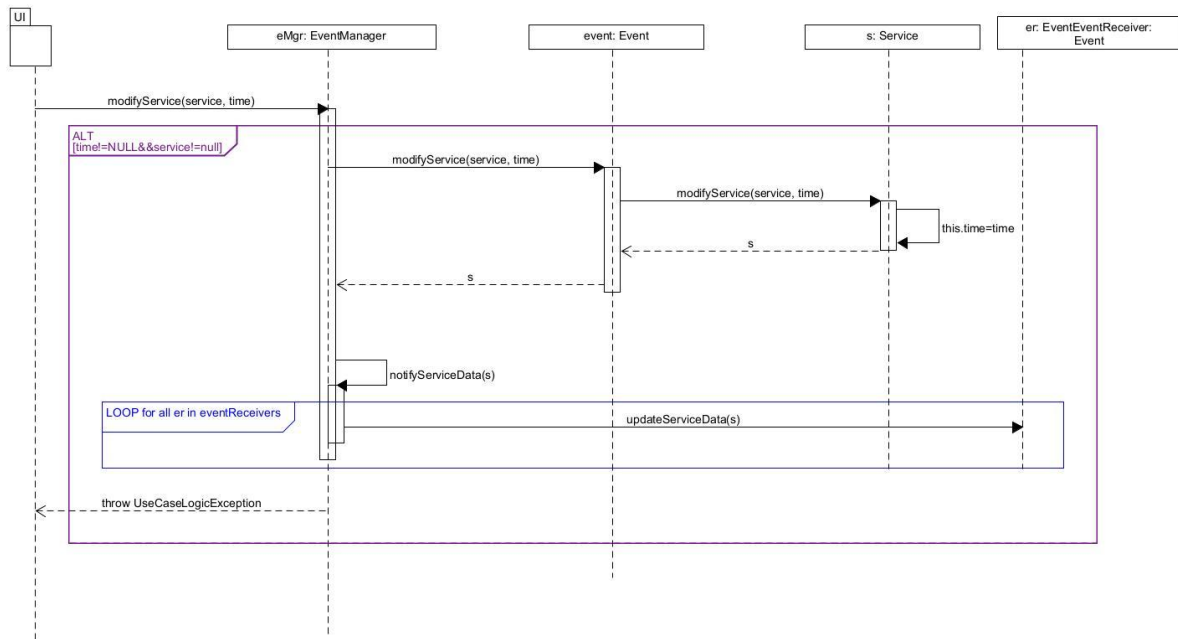 UI
eMgr: EventManager
event: Event
s: Service
er: EventEventReceiver:
Event
modifyService(service, time)
ALT
[time!=NULL&&service!=null]
modifyService(service, time)
modifyService(service, time)
this.time=time
s
s
notifyServiceData(s)
LOOP for all er in eventReceivers
updateServiceData(s)
throw UseCaseLogicException